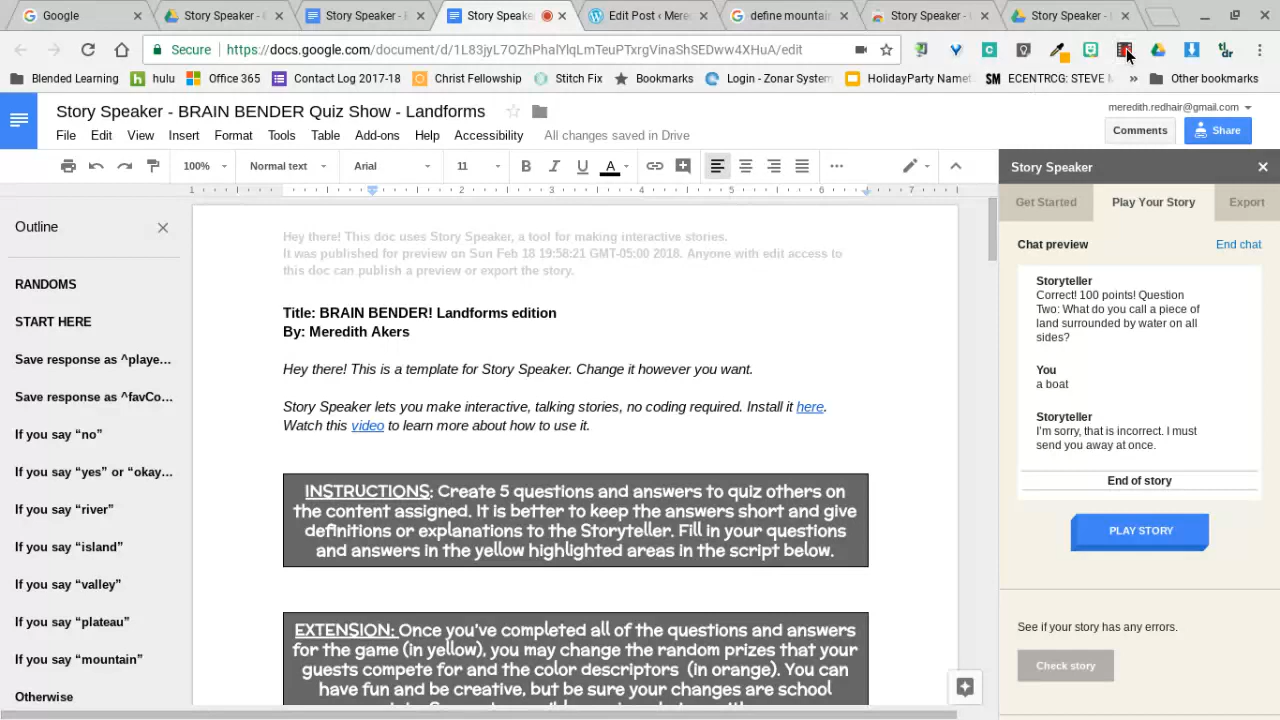 Google
Story Speaker -
Story Speaker -
Story Speake
Edit Post ‹ Mere
define mountain
Story Speaker -
Story Speaker -
Secure
https://docs.google.com/document/d/1L83jyL7OZhPhaIYlqLmTeuPTxrgVinaShSEDww4XHuA/edit
tldr
Blended Learning
hulu
Office 365
Contact Log 2017-18
Christ Fellowship
Stitch Fix
Bookmarks
Login - Zonar System
HolidayParty Namet
SM ECENTRCG: STEVE
Other bookmarks
Story Speaker - BRAIN BENDER Quiz Show - Landforms
meredith.redhair@gmail.com
File Edit View Insert Format Tools Table Add-ons Help Accessibility All changes saved in Drive
Comments
Share
100% Normal text Arial 11 B I U A
1 1 2 3 4 5 6 7
Outline
RANDOMS
START HERE
Save response as ^playe...
Save response as ^favCo...
If you say “no”
If you say “yes” or “okay...
If you say “river”
If you say “island”
If you say “valley”
If you say “plateau”
If you say “mountain”
Otherwise
Hey there! This doc uses Story Speaker, a tool for making interactive stories.
It was published for preview on Sun Feb 18 19:58:21 GMT-05:00 2018. Anyone with edit access to
this doc can publish a preview or export the story.
Title: BRAIN BENDER! Landforms edition
By: Meredith Akers
Hey there! This is a template for Story Speaker. Change it however you want.
Story Speaker lets you make interactive, talking stories, no coding required. Install it here.
Watch this video to learn more about how to use it.
INSTRUCTIONS: Create 5 questions and answers to quiz others on
the content assigned. It is better to keep the answers short and give
definitions or explanations to the Storyteller. Fill in your questions
and answers in the yellow highlighted areas in the script below.
EXTENSION: Once you’ve completed all of the questions and answers
for the game (in yellow), you may change the random prizes that your
guests compete for and the color descriptors (in orange). You can
have fun and be creative, but be sure your changes are school
Story Speaker
Get Started
Play Your Story
Export
Chat preview
End chat
Storyteller
Correct! 100 points! Question
Two: What do you call a piece of
land surrounded by water on all
sides?
You
a boat
Storyteller
I’m sorry, that is incorrect. I must
send you away at once.
End of story
PLAY STORY
See if your story has any errors.
Check story